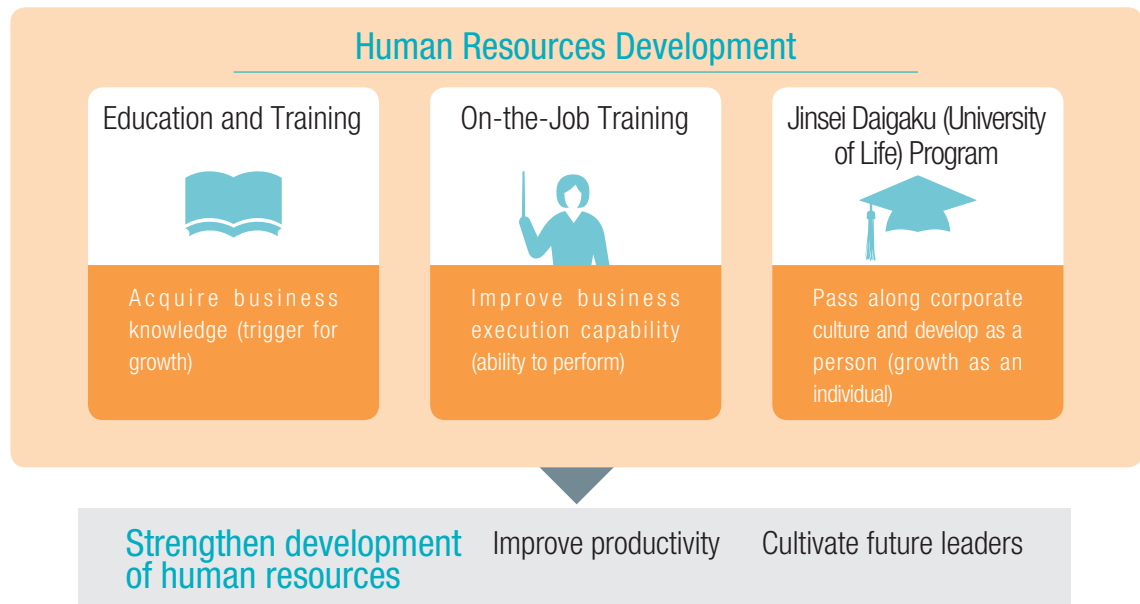 Human Resources Development
Education and Training
Acquire business
knowledge (trigger for
growth)
On-the-Job Training
Improve business
execution capability
(ability to perform)
Jinsei Daigaku (University
of Life) Program
Pass along corporate
culture and develop as a
person (growth as an
individual)
Strengthen development
of human resources
Improve productivity
Cultivate future leaders